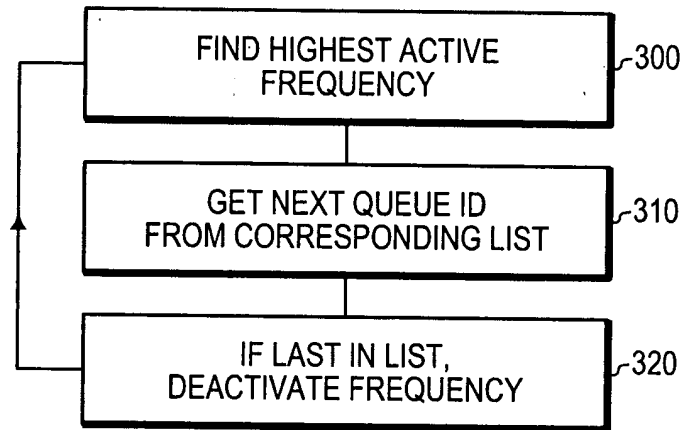 FIND HIGHEST ACTIVE
FREQUENCY
300
GET NEXT QUEUE ID
FROM CORRESPONDING LIST
310
IF LAST IN LIST,
DEACTIVATE FREQUENCY
320